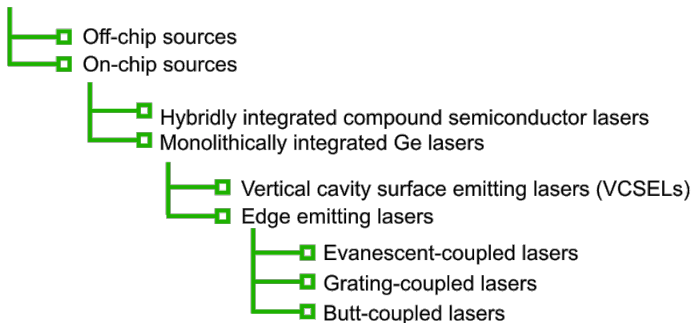 Off-chip sources
On-chip sources
Hybridly integrated compound semiconductor lasers
Monolithically integrated Ge lasers
Vertical cavity surface emitting lasers (VCSELs)
Edge emitting lasers
Evanescent-coupled lasers
Grating-coupled lasers
Butt-coupled lasers